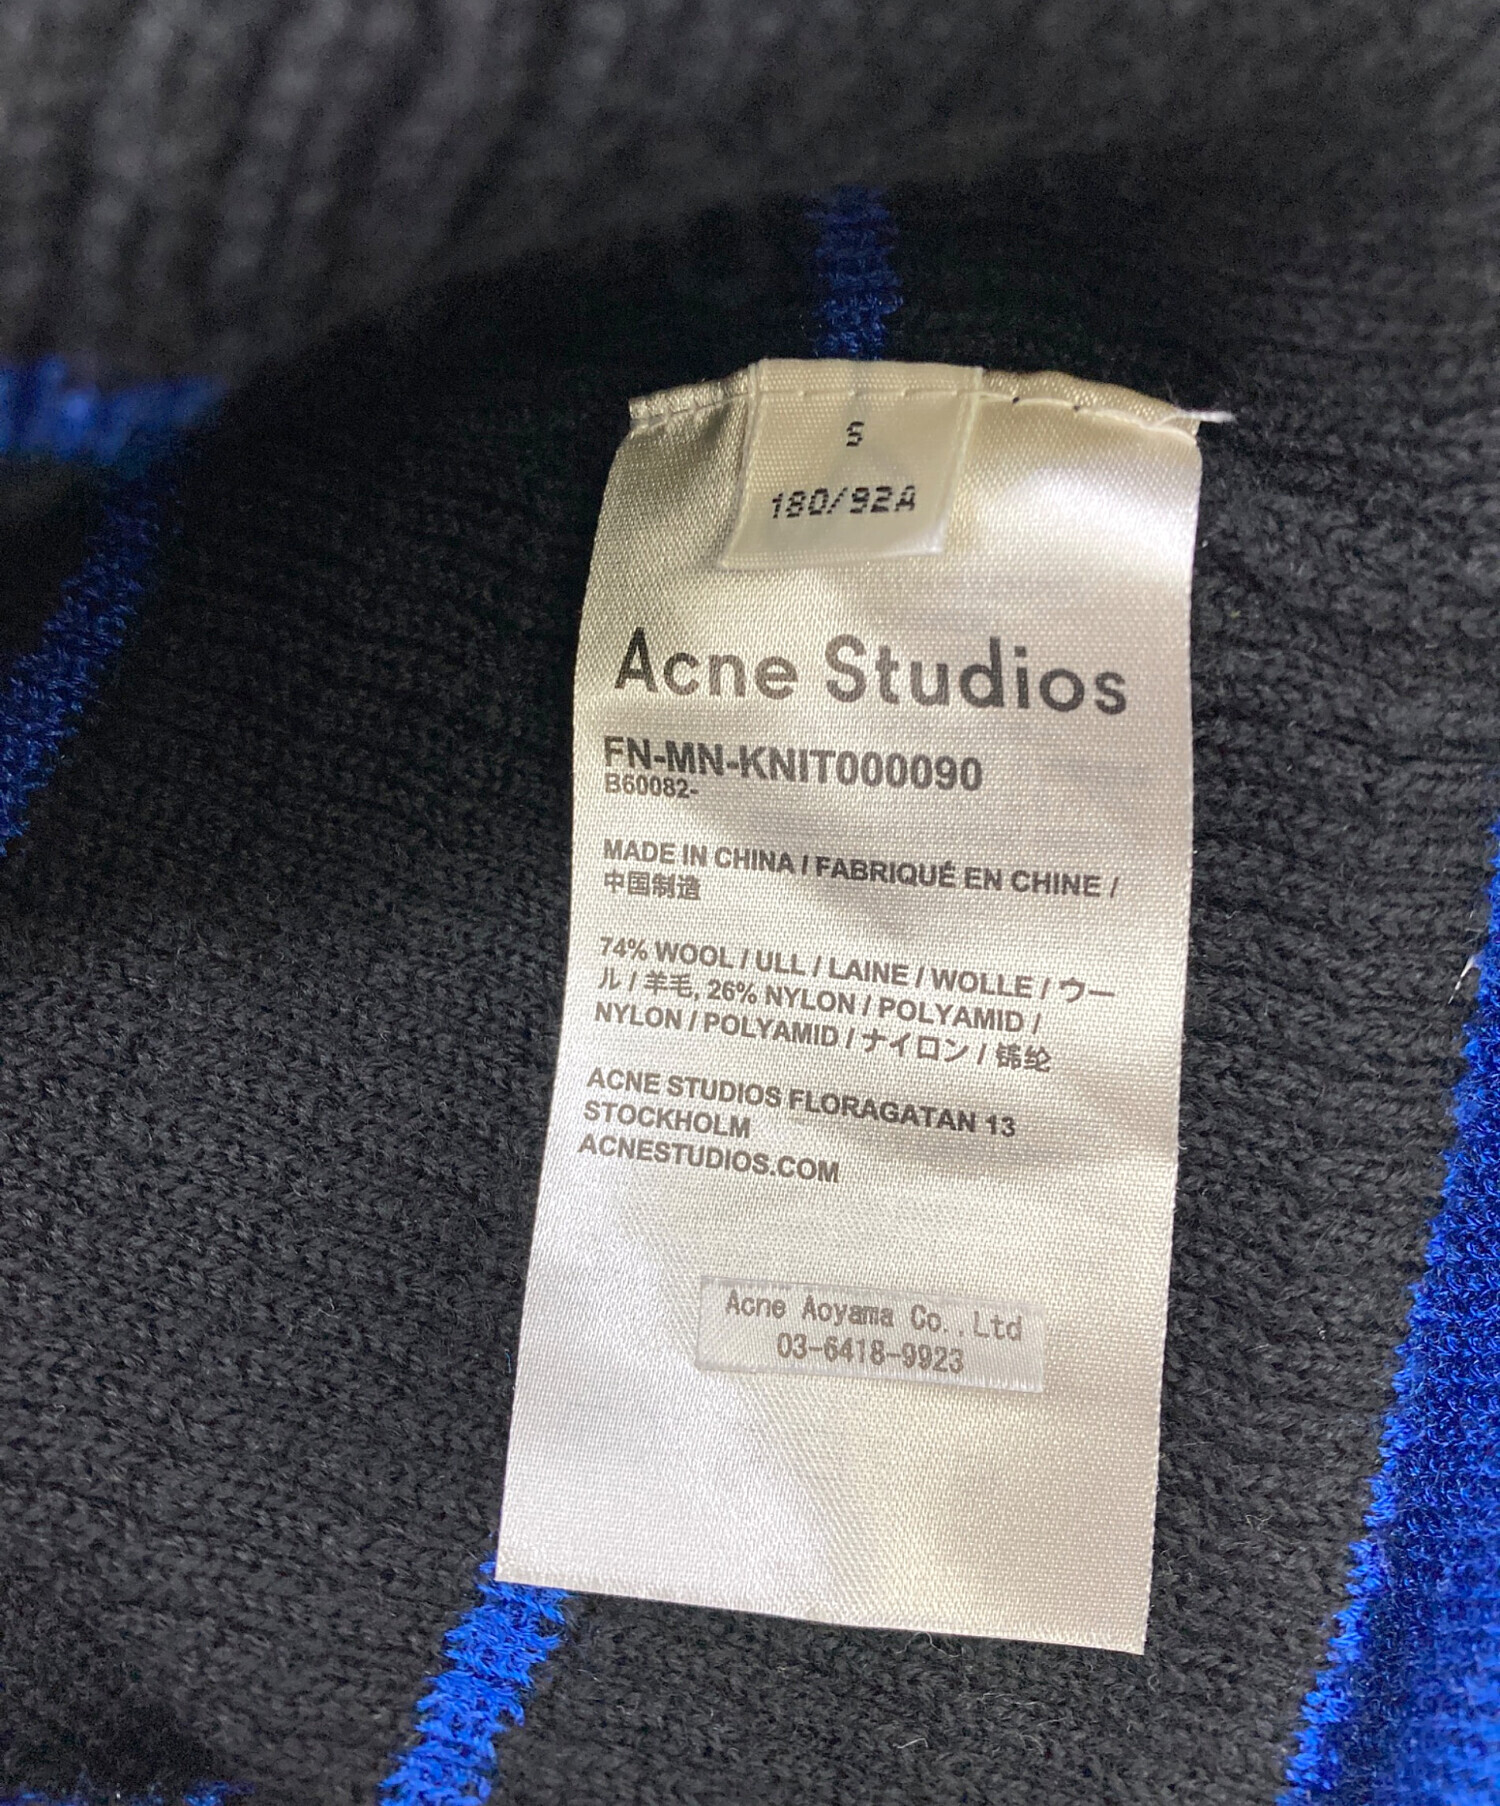 S
180/92A
Acne Studios
FN-MN-KNIT000090
B60082-
MADE IN CHINA / FABRIQUÉ EN CHINE /
中国制造
74% WOOL / ULL / LAINE / WOLLE / ウー
ル / 羊毛, 26% NYLON / POLYAMID /
NYLON / POLYAMID / ナイロン / 锦纶
ACNE STUDIOS FLORAGATAN 13
STOCKHOLM
ACNESTUDIOS.COM
Acne Aoyama Co.,Ltd
03-6418-9923